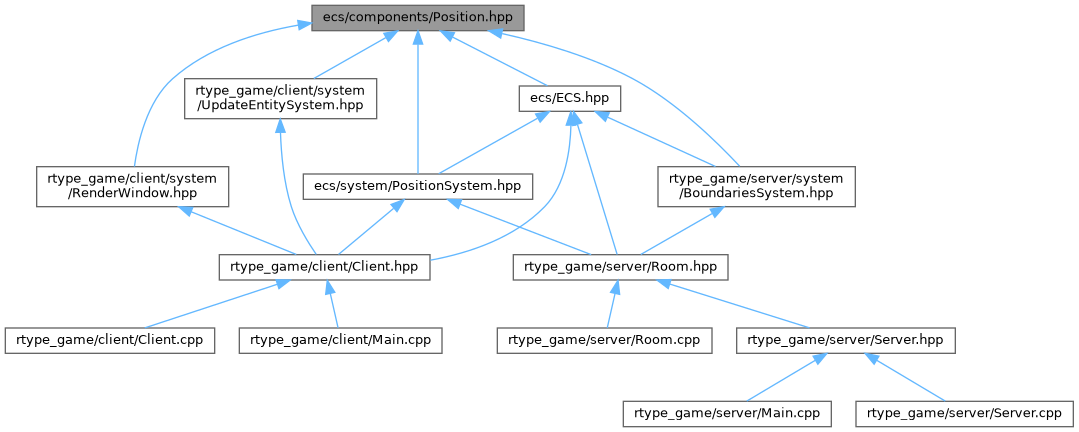 ecs/components/Position.hpp
rtype_game/client/system
/UpdateEntitySystem.hpp
ecs/ECS.hpp
rtype_game/client/system
/RenderWindow.hpp
ecs/system/PositionSystem.hpp
rtype_game/server/system
/BoundariesSystem.hpp
rtype_game/client/Client.hpp
rtype_game/server/Room.hpp
rtype_game/client/Client.cpp
rtype_game/client/Main.cpp
rtype_game/server/Room.cpp
rtype_game/server/Server.hpp
rtype_game/server/Main.cpp
rtype_game/server/Server.cpp